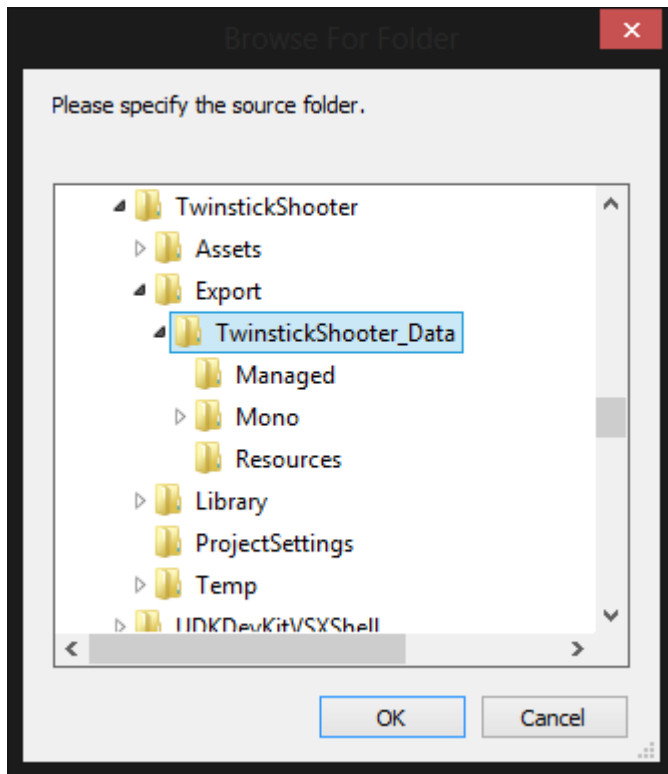 Browse For Folder
Please specify the source folder.
TwinstickShooter
Assets
Export
TwinstickShooter_Data
Managed
Mono
Resources
Library
ProjectSettings
Temp
UDKDevKitVSXShell
OK
Cancel